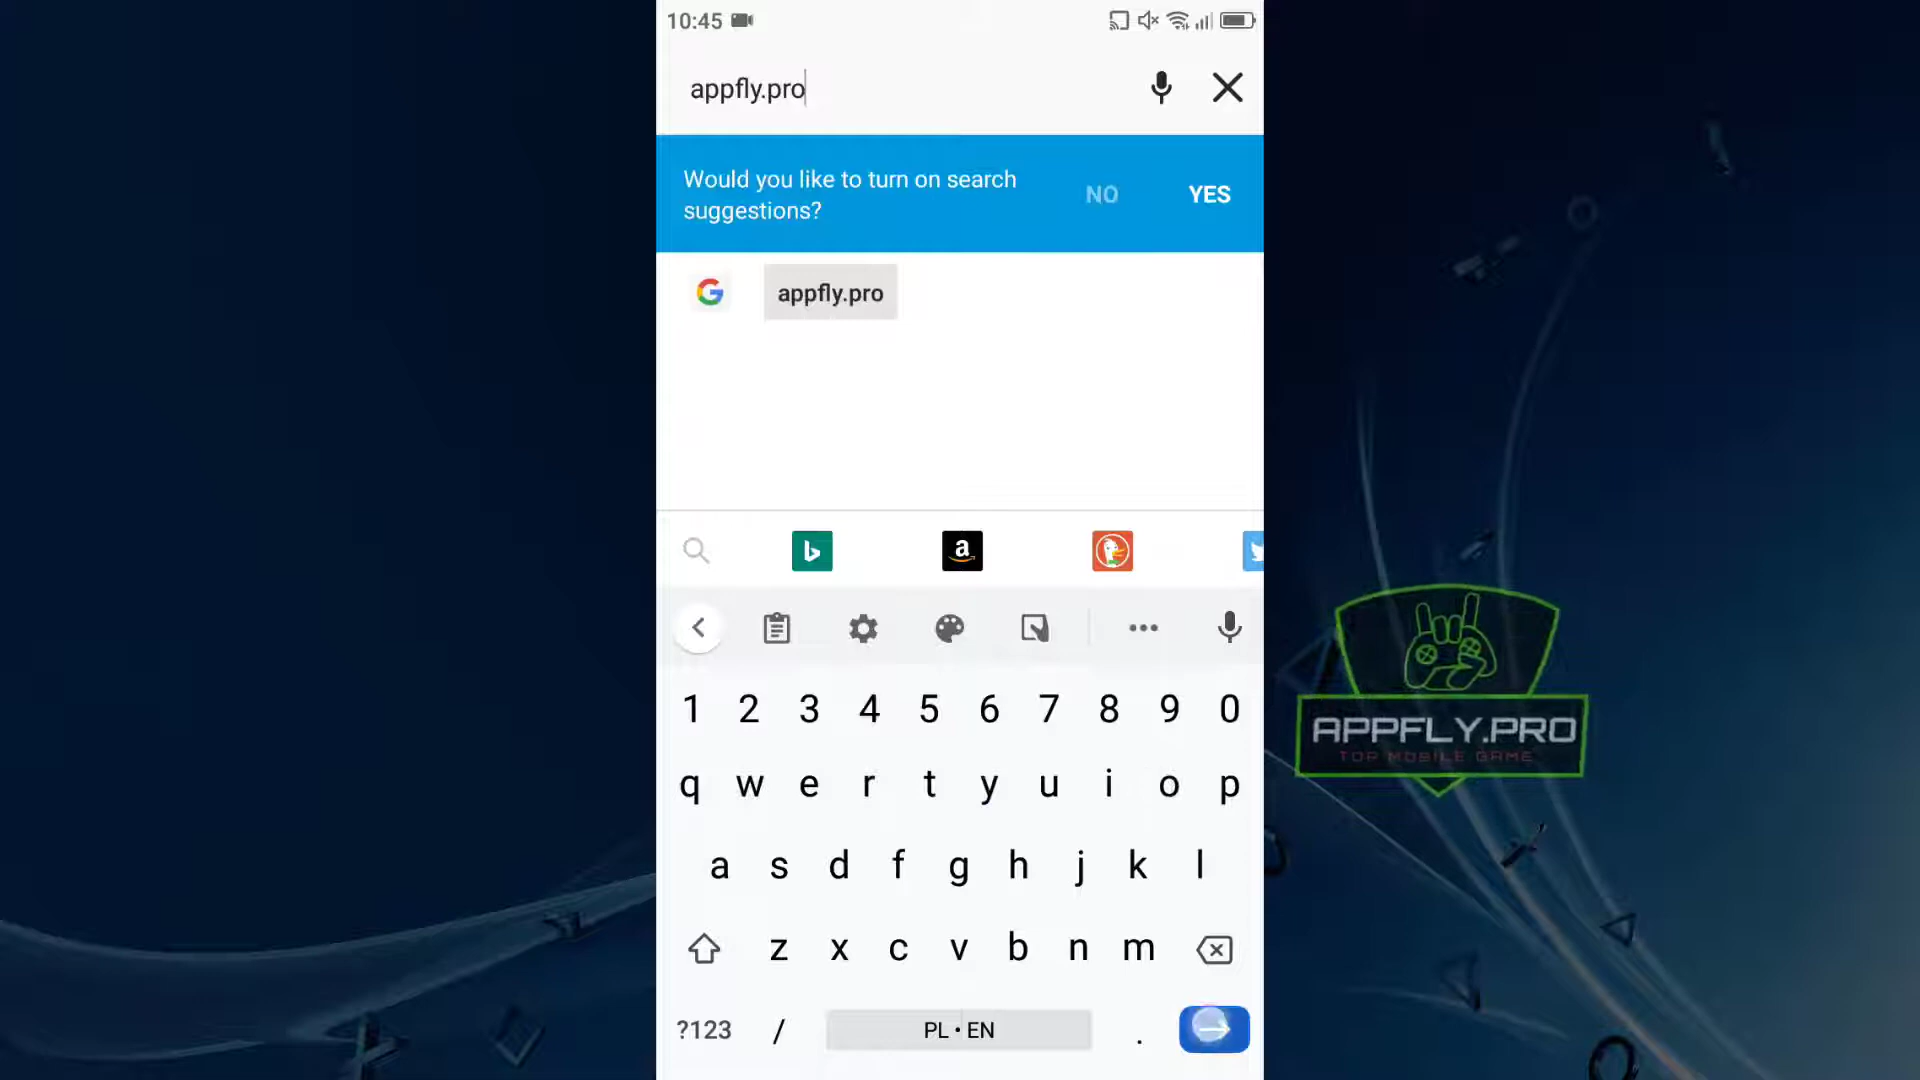 10:45
appfly.pro
Would you like to turn on search
suggestions?
NO
YES
appfly.pro
1 2 3 4 5 6 7 8 9 0
q w e r t y u i o p
a s d f g h j k l
z x c v b n m
?123 / PL • EN .
APPFLY.PRO
TOP MOBILE GAME